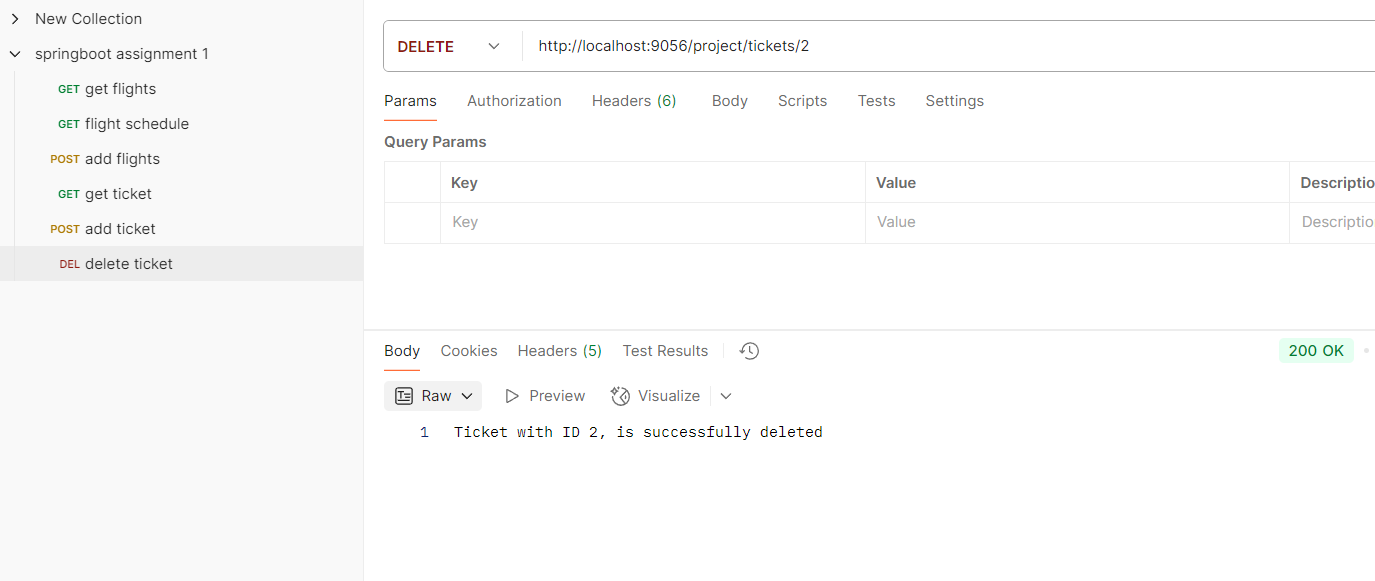 New Collection
springboot assignment 1
GET get flights
GET flight schedule
POST add flights
GET get ticket
POST add ticket
DEL delete ticket
DELETE http://localhost:9056/project/tickets/2
Params Authorization Headers (6) Body Scripts Tests Settings
Query Params
Key Value Descriptio
Key Value Descriptio
Body Cookies Headers (5) Test Results 200 OK
Raw Preview Visualize
1 Ticket with ID 2, is successfully deleted